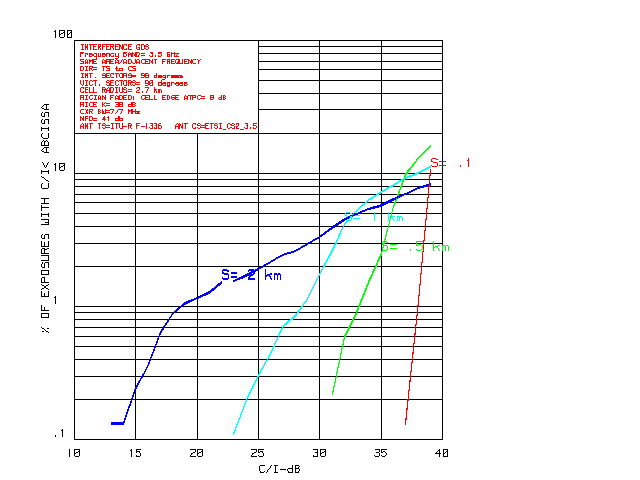 100
INTERFERENCE GDS
Frequency BAND= 3.5 GHz
SAME AREA/ADJACENT FREQUENCY
DIR= TS to CS
INT. SECTORS= 90 degrees
VICT. SECTORS= 90 degrees
CELL RADIUS= 2.7 km
RICIAN FADED: CELL EDGE ATPC= 0 dB
RICE K= 30 dB
CXR BW=7/7 MHz
NFD= 41 db
ANT TS=ITU-R F-1336 ANT CS=ETSI_CS2_3.5
% OF EXPOSURES WITH C/I< ABCISSA
10
S= .1
S= 1 km
S= .5 km
S= 2 km
.1
.1
10 15 20 25 30 35 40
C/I-dB